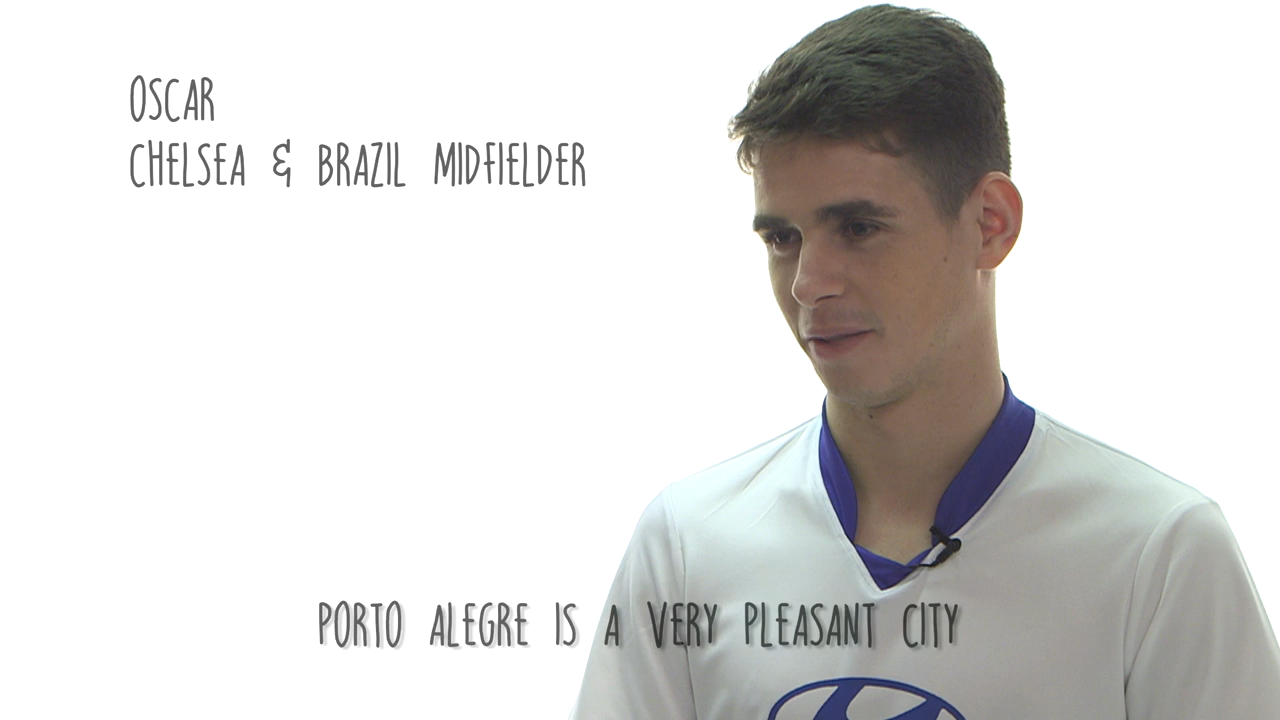 OSCAR
CHELSEA & BRAZIL MIDFIELDER
PORTO ALEGRE IS A VERY PLEASANT CITY